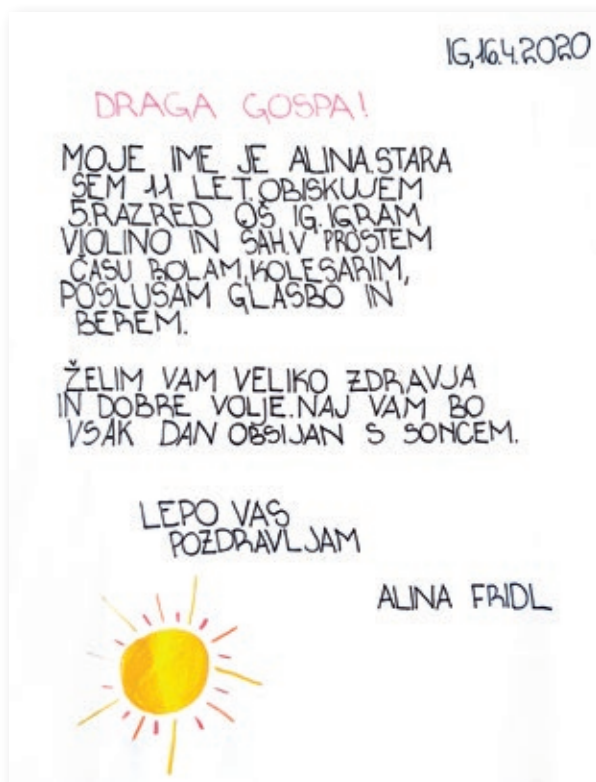 IG,16.4.2020
DRAGA GOSPA!
MOJE IME JE ALINA.STARA
SEM 11 LET.OBISKUJEM
5.RAZRED OŠ IG.IGRAM
VIOLINO IN ŠAH.V PROSTEM
ČASU ROLAM,KOLESARIM,
POSLUŠAM GLASBO IN
BEREM.
ŽELIM VAM VELIKO ZDRAVJA
IN DOBRE VOLJE.NAJ VAM BO
VSAK DAN OBSIJAN S SONCEM.
LEPO VAS
POZDRAVLJAM
ALINA FRIDL